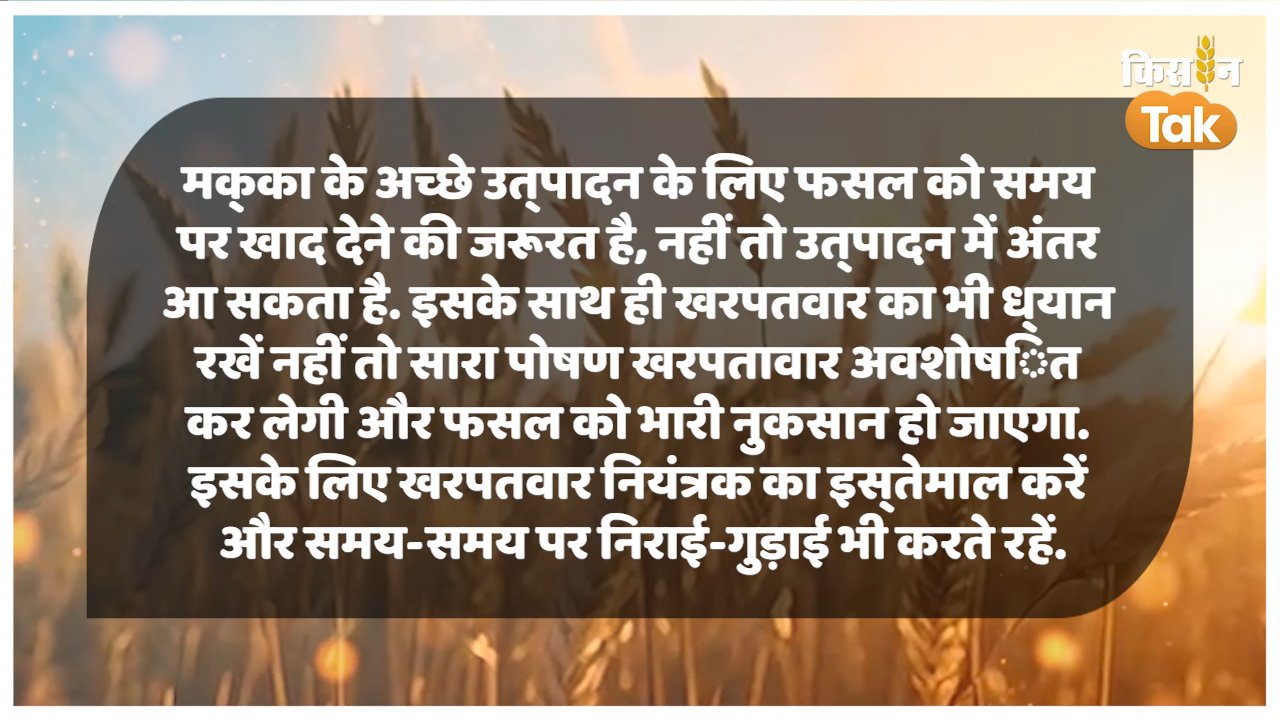 किसान
Tak
मक्का के अच्छे उत्पादन के लिए फसल को समय
पर खाद देने की जरूरत है, नहीं तो उत्पादन में अंतर
आ सकता है. इसके साथ ही खरपतवार का भी ध्यान
रखें नहीं तो सारा पोषण खरपतावार अवशोषित
कर लेगी और फसल को भारी नुकसान हो जाएगा.
इसके लिए खरपतवार नियंत्रक का इस्तेमाल करें
और समय-समय पर निराई-गुड़ाई भी करते रहें.